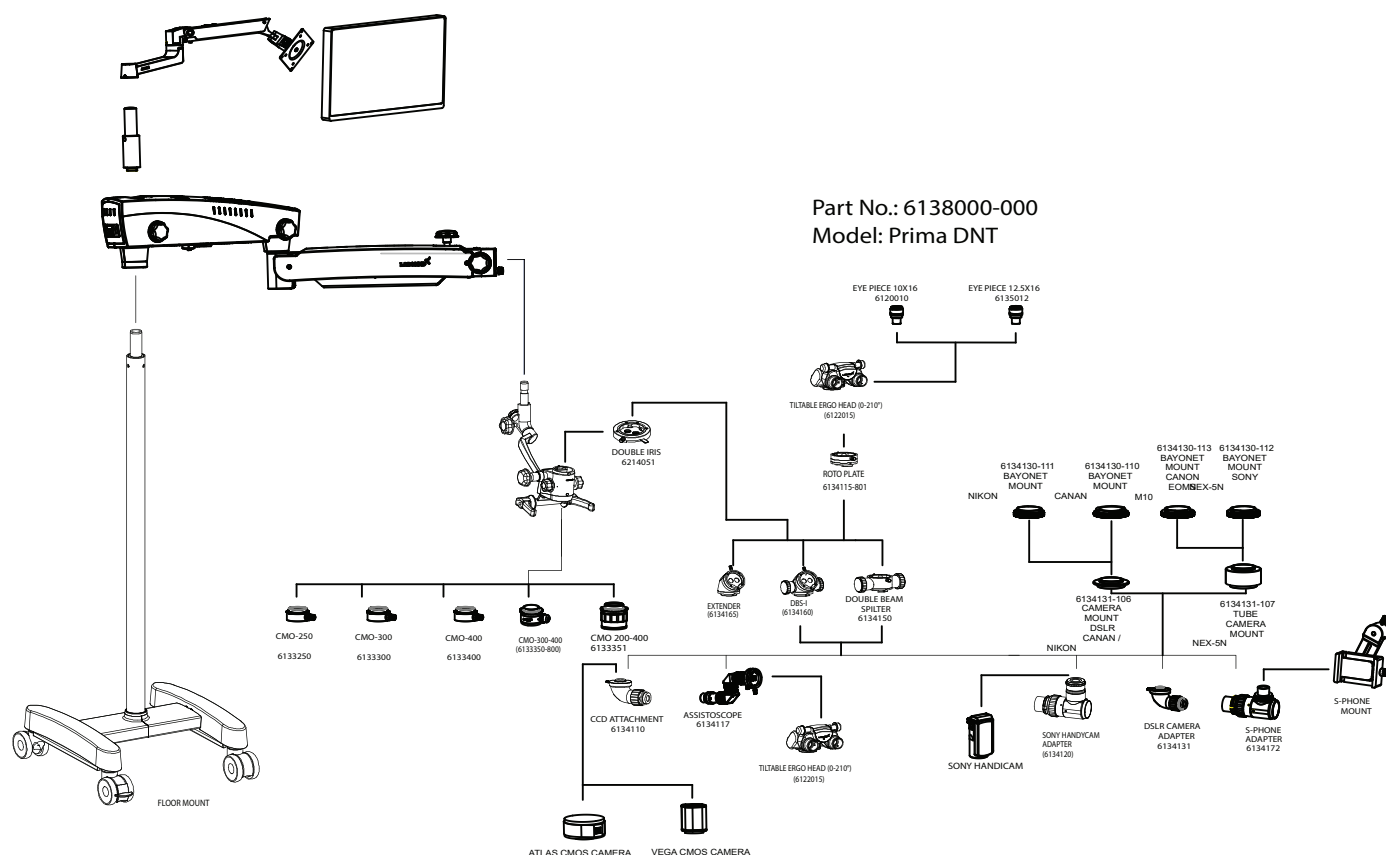 Part No.: 6138000-000
Model: Prima DNT
EYE PIECE 10X16
6120010
EYE PIECE 12.5X16
6135012
TILTABLE ERGO HEAD (0-210°)
(6122015)
DOUBLE IRIS
6214051
ROTO PLATE
6134115-801
6134130-111
BAYONET
MOUNT
NIKON
6134130-110
BAYONET
MOUNT
CANAN
6134130-113
BAYONET
MOUNT
CANON
EOMS
M10
6134130-112
BAYONET
MOUNT
SONY
NEX-5N
EXTENDER
(6134165)
DBS-I
(6134160)
DOUBLE BEAM
SPILTER
6134150
6134131-106
CAMERA
MOUNT
DSLR
CANAN /
NIKON
6134131-107
TUBE
CAMERA
MOUNT
NEX-5N
CMO-250
6133250
CMO-300
6133300
CMO-400
6133400
CMO-300-400
(6133350-800)
CMO 200-400
6133351
CCD ATTACHMENT
6134110
ASSISTOSCOPE
6134117
TILTABLE ERGO HEAD (0-210°)
(6122015)
SONY HANDICAM
SONY HANDYCAM
ADAPTER
(6134120)
DSLR CAMERA
ADAPTER
6134131
S-PHONE
ADAPTER
6134172
S-PHONE
MOUNT
FLOOR MOUNT
ATLAS CMOS CAMERA
VEGA CMOS CAMERA